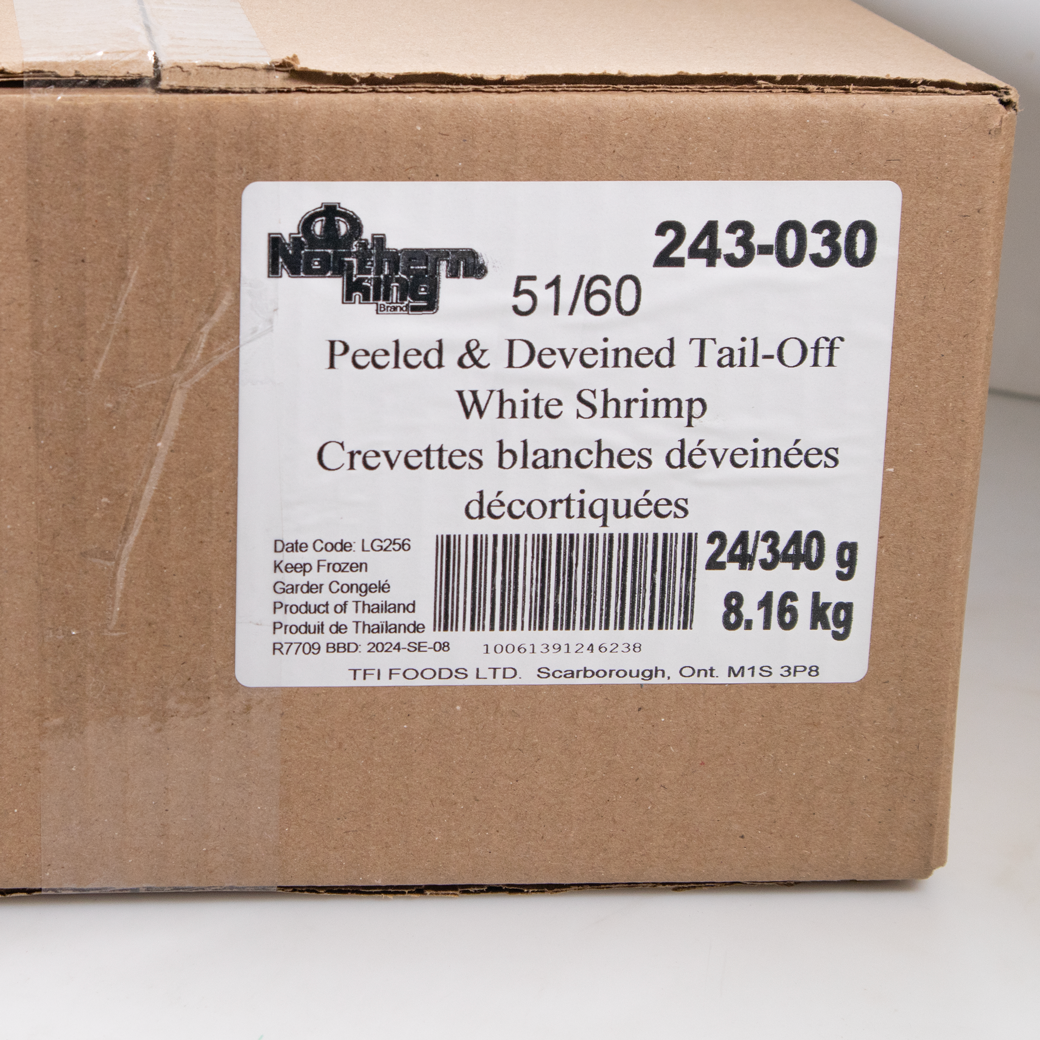 Northern
king
Brand
243-030
51/60
Peeled & Deveined Tail-Off
White Shrimp
Crevettes blanches déveinées
décortiquées
Date Code: LG256
Keep Frozen
Garder Congelé
Product of Thailand
Produit de Thaïlande
R7709 BBD: 2024-SE-08
10061391246238
24/340 g
8.16 kg
TFI FOODS LTD. Scarborough, Ont. M1S 3P8